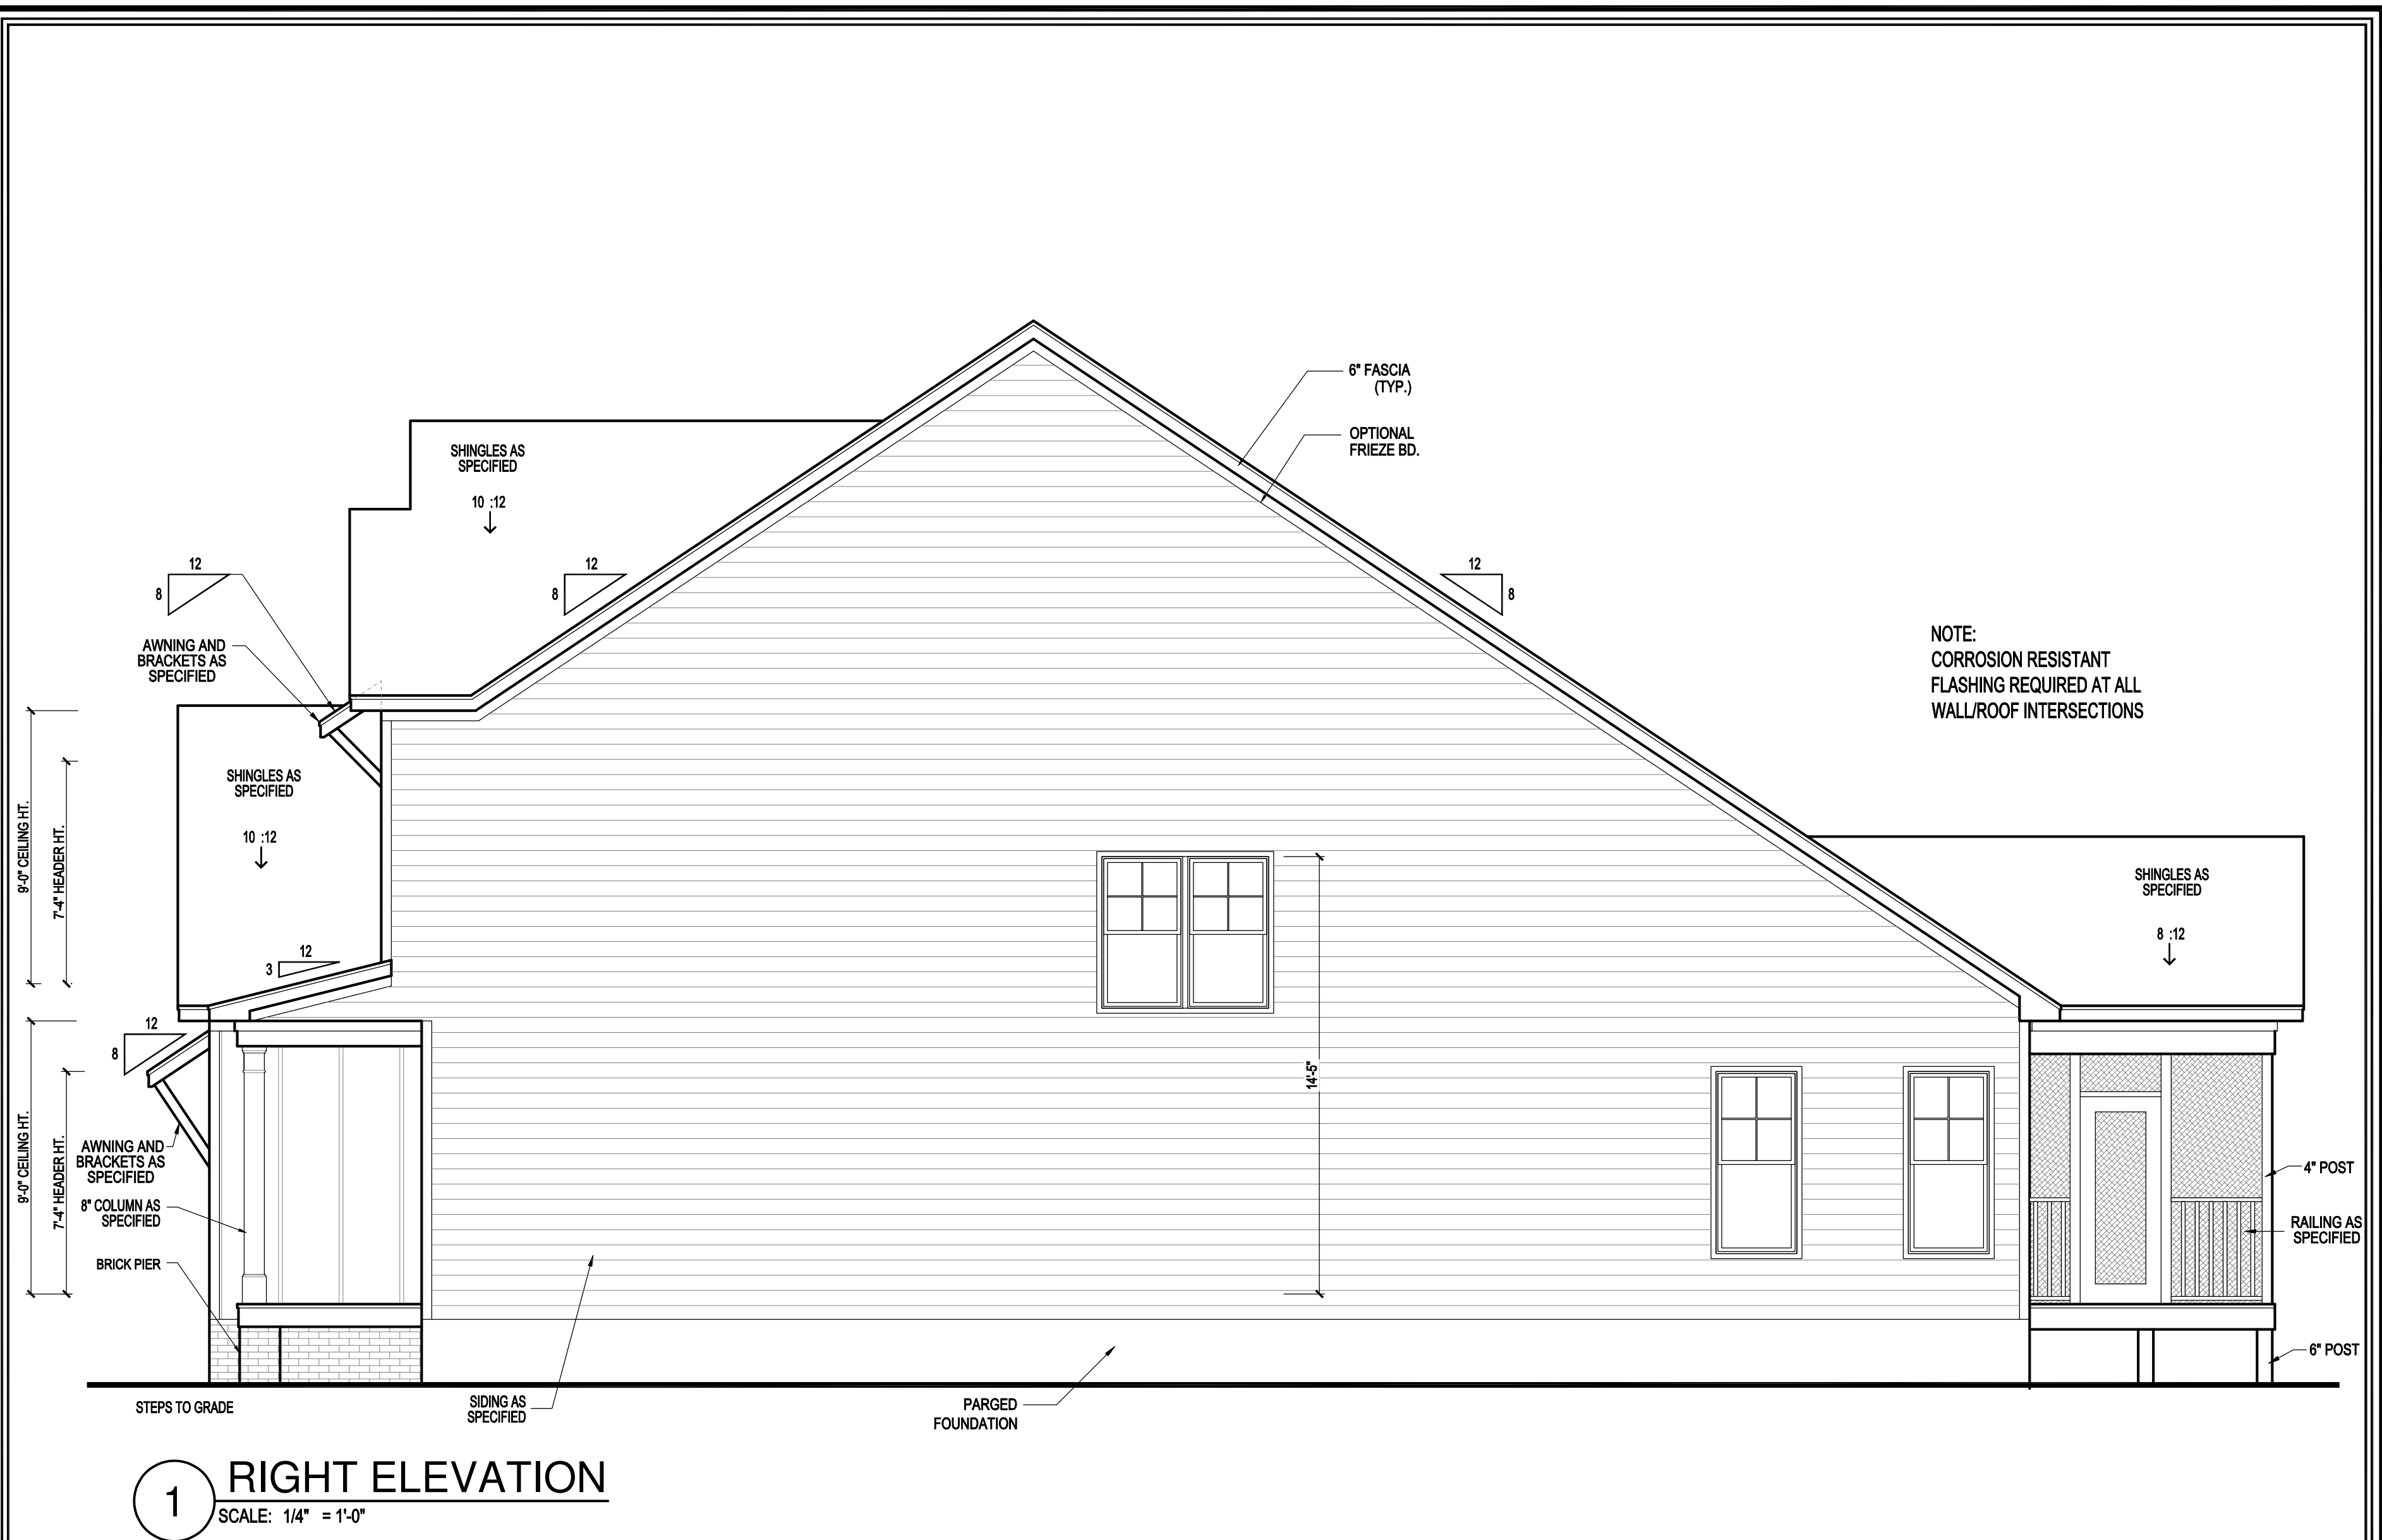 6" FASCIA
(TYP.)
OPTIONAL
FRIEZE BD.
SHINGLES AS
SPECIFIED
10 :12
12
8
12
8
12
8
AWNING AND
BRACKETS AS
SPECIFIED
NOTE:
CORROSION RESISTANT
FLASHING REQUIRED AT ALL
WALL/ROOF INTERSECTIONS
SHINGLES AS
SPECIFIED
10 :12
9'-0" CEILING HT.
7'-4" HEADER HT.
12
3
SHINGLES AS
SPECIFIED
8 :12
12
8
14'-5"
9'-0" CEILING HT.
7'-4" HEADER HT.
AWNING AND
BRACKETS AS
SPECIFIED
8" COLUMN AS
SPECIFIED
BRICK PIER
4" POST
RAILING AS
SPECIFIED
6" POST
STEPS TO GRADE
SIDING AS
SPECIFIED
PARGED
FOUNDATION
1
RIGHT ELEVATION
SCALE: 1/4" = 1'-0"